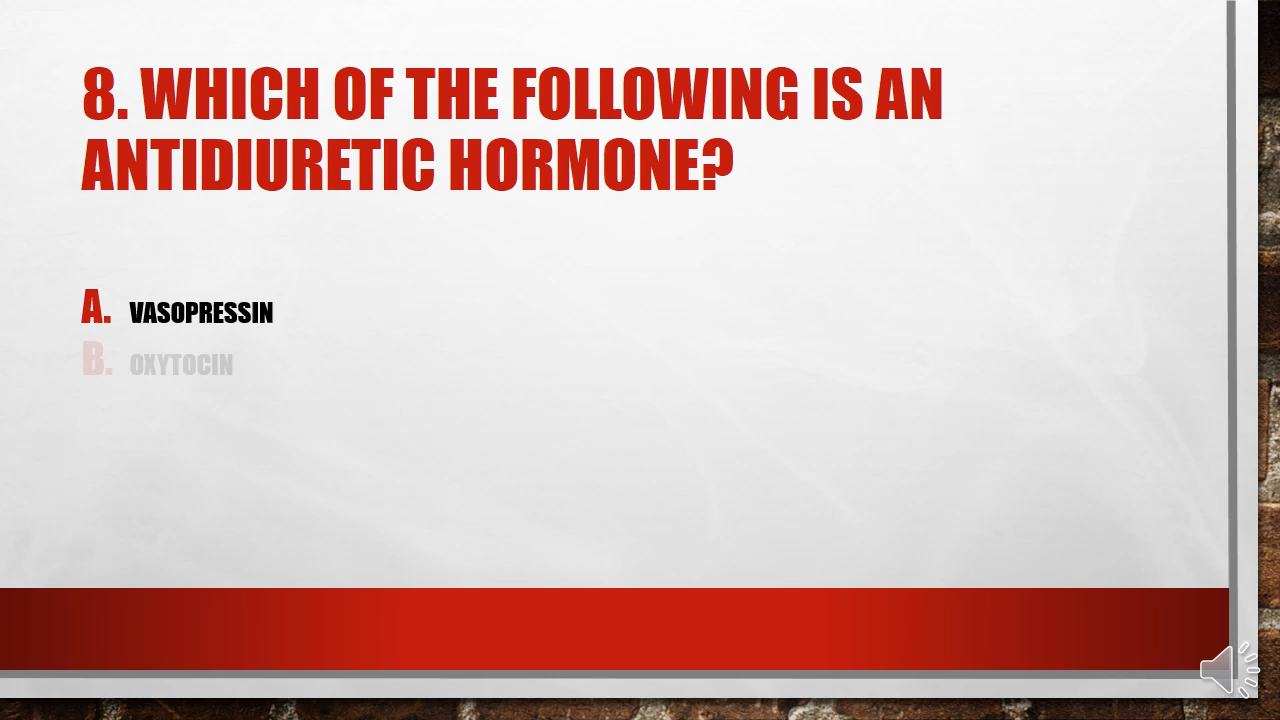 8. WHICH OF THE FOLLOWING IS AN
ANTIDIURETIC HORMONE?
A. VASOPRESSIN
B. OXYTOCIN